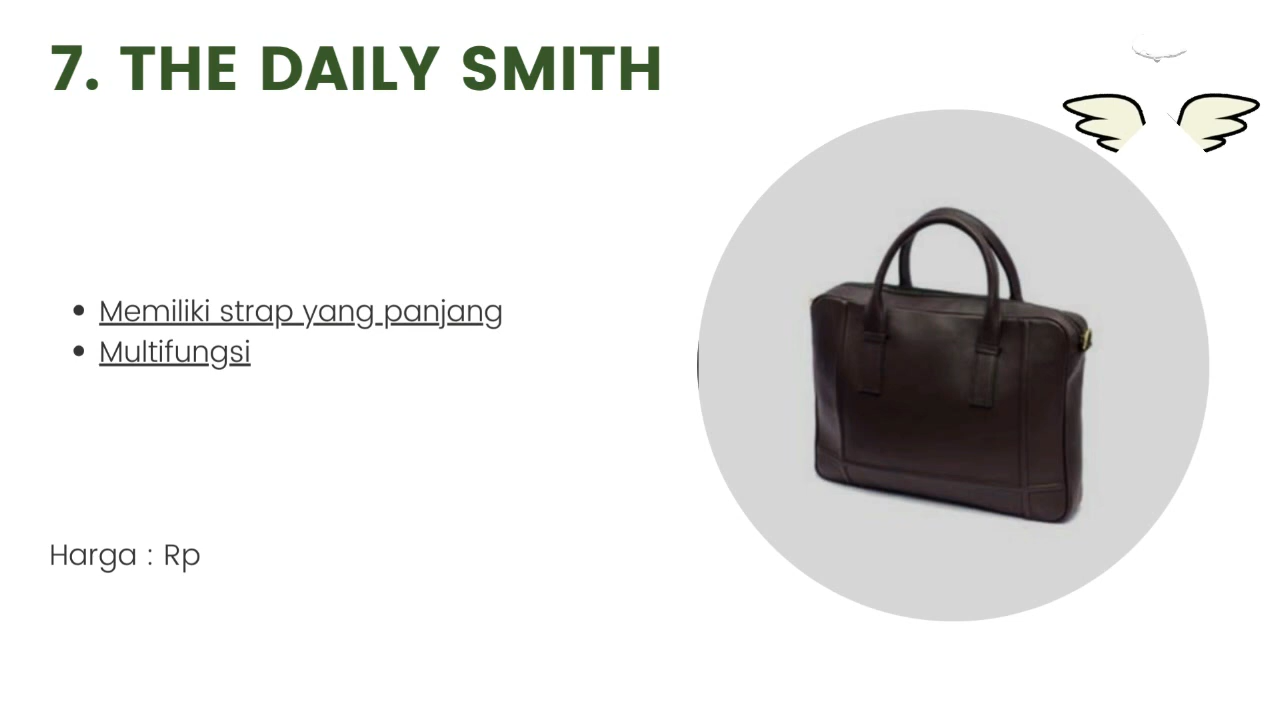 7. THE DAILY SMITH
• Memiliki strap yang panjang
• Multifungsi
Harga : Rp